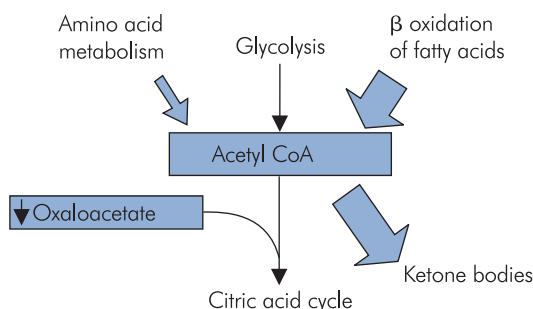 Amino acid
metabolism
Glycolysis
β oxidation
of fatty acids
Acetyl CoA
Oxaloacetate
Ketone bodies
Citric acid cycle